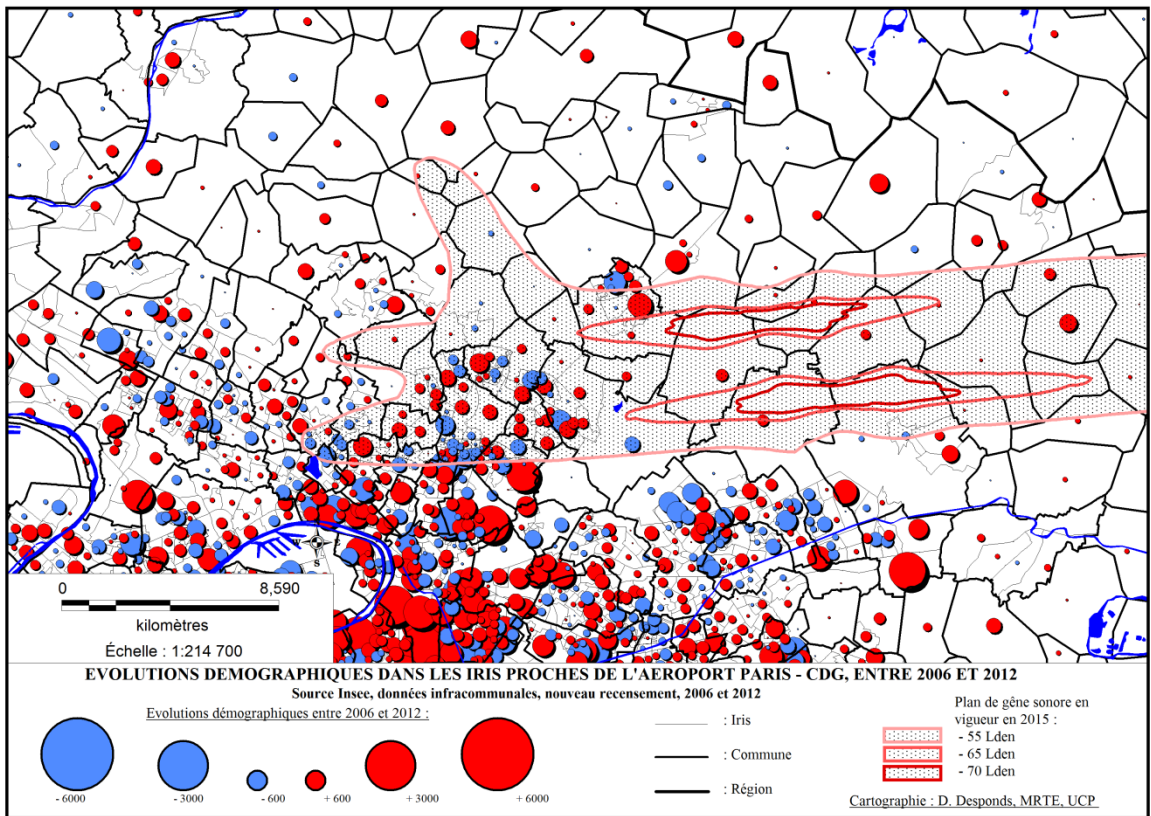 E
S
0 8,590
kilomètres
Échelle : 1:214 700
EVOLUTIONS DEMOGRAPHIQUES DANS LES IRIS PROCHES DE L'AEROPORT PARIS - CDG, ENTRE 2006 ET 2012
Source Insee, données infracommunales, nouveau recensement, 2006 et 2012
Evolutions démographiques entre 2006 et 2012 :
- 6000 - 3000 - 600 + 600 + 3000 + 6000
: Iris
: Commune
: Région
Plan de gêne sonore en
vigueur en 2015 :
- 55 Lden
- 65 Lden
- 70 Lden
Cartographie : D. Desponds, MRTE, UCP